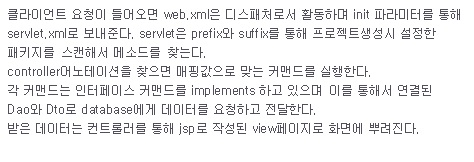 클라이언트 요청이 들어오면 web.xml은 디스패처로서 활동하며 init 파라미터를 통해
servlet.xml로 보내준다. servlet은 prefix와 suffix를 통해 프로젝트생성시 설정한
패키지를 스캔해서 메소드를 찾는다.
controller어노테이션을 찾으면 매핑값으로 맞는 커맨드를 실행한다.
각 커맨드는 인터페이스 커맨드를 implements 하고 있으며 이를 통해서 연결된
Dao와 Dto로 database에게 데이터를 요청하고 전달한다.
받은 데이터는 컨트롤러를 통해 jsp로 작성된 view페이지로 화면에 뿌려진다.